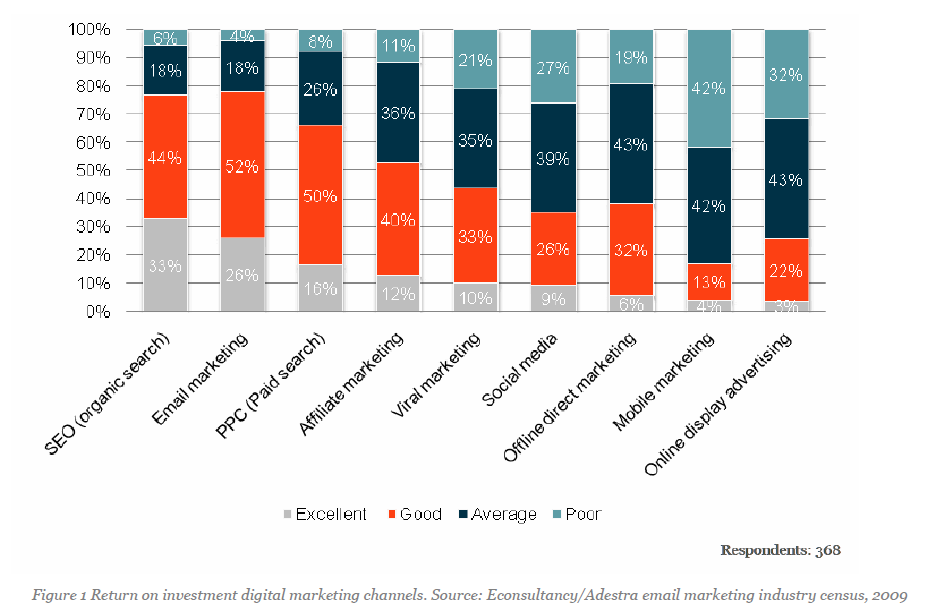 100%
90%
80%
70%
60%
50%
40%
30%
20%
10%
0%
6% 4% 8% 11% 21% 27% 19% 42% 32%
18% 18% 26% 36% 35% 39% 43% 42% 43%
44% 52% 50% 40% 33% 26% 32% 13% 22%
33% 26% 16% 12% 10% 9% 6% 4% 3%
SEO (organic search)
Email marketing
PPC (Paid search)
Affiliate marketing
Viral marketing
Social media
Offline direct marketing
Mobile marketing
Online display advertising
Excellent Good Average Poor
Respondents: 368
Figure 1 Return on investment digital marketing channels. Source: Econsultancy/Adestra email marketing industry census, 2009